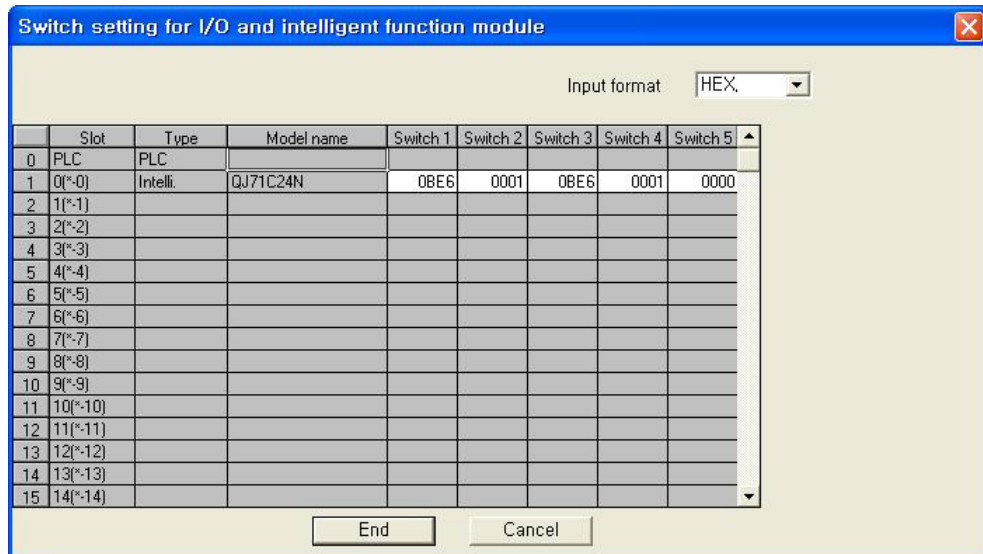 Switch setting for I/O and intelligent function module
Input format HEX.
Slot Type Model name Switch 1 Switch 2 Switch 3 Switch 4 Switch 5
0 PLC PLC
1 0(*-0) Intelli. QJ71C24N 0BE6 0001 0BE6 0001 0000
2 1(*-1)
3 2(*-2)
4 3(*-3)
5 4(*-4)
6 5(*-5)
7 6(*-6)
8 7(*-7)
9 8(*-8)
10 9(*-9)
11 10(*-10)
12 11(*-11)
13 12(*-12)
14 13(*-13)
15 14(*-14)
End Cancel